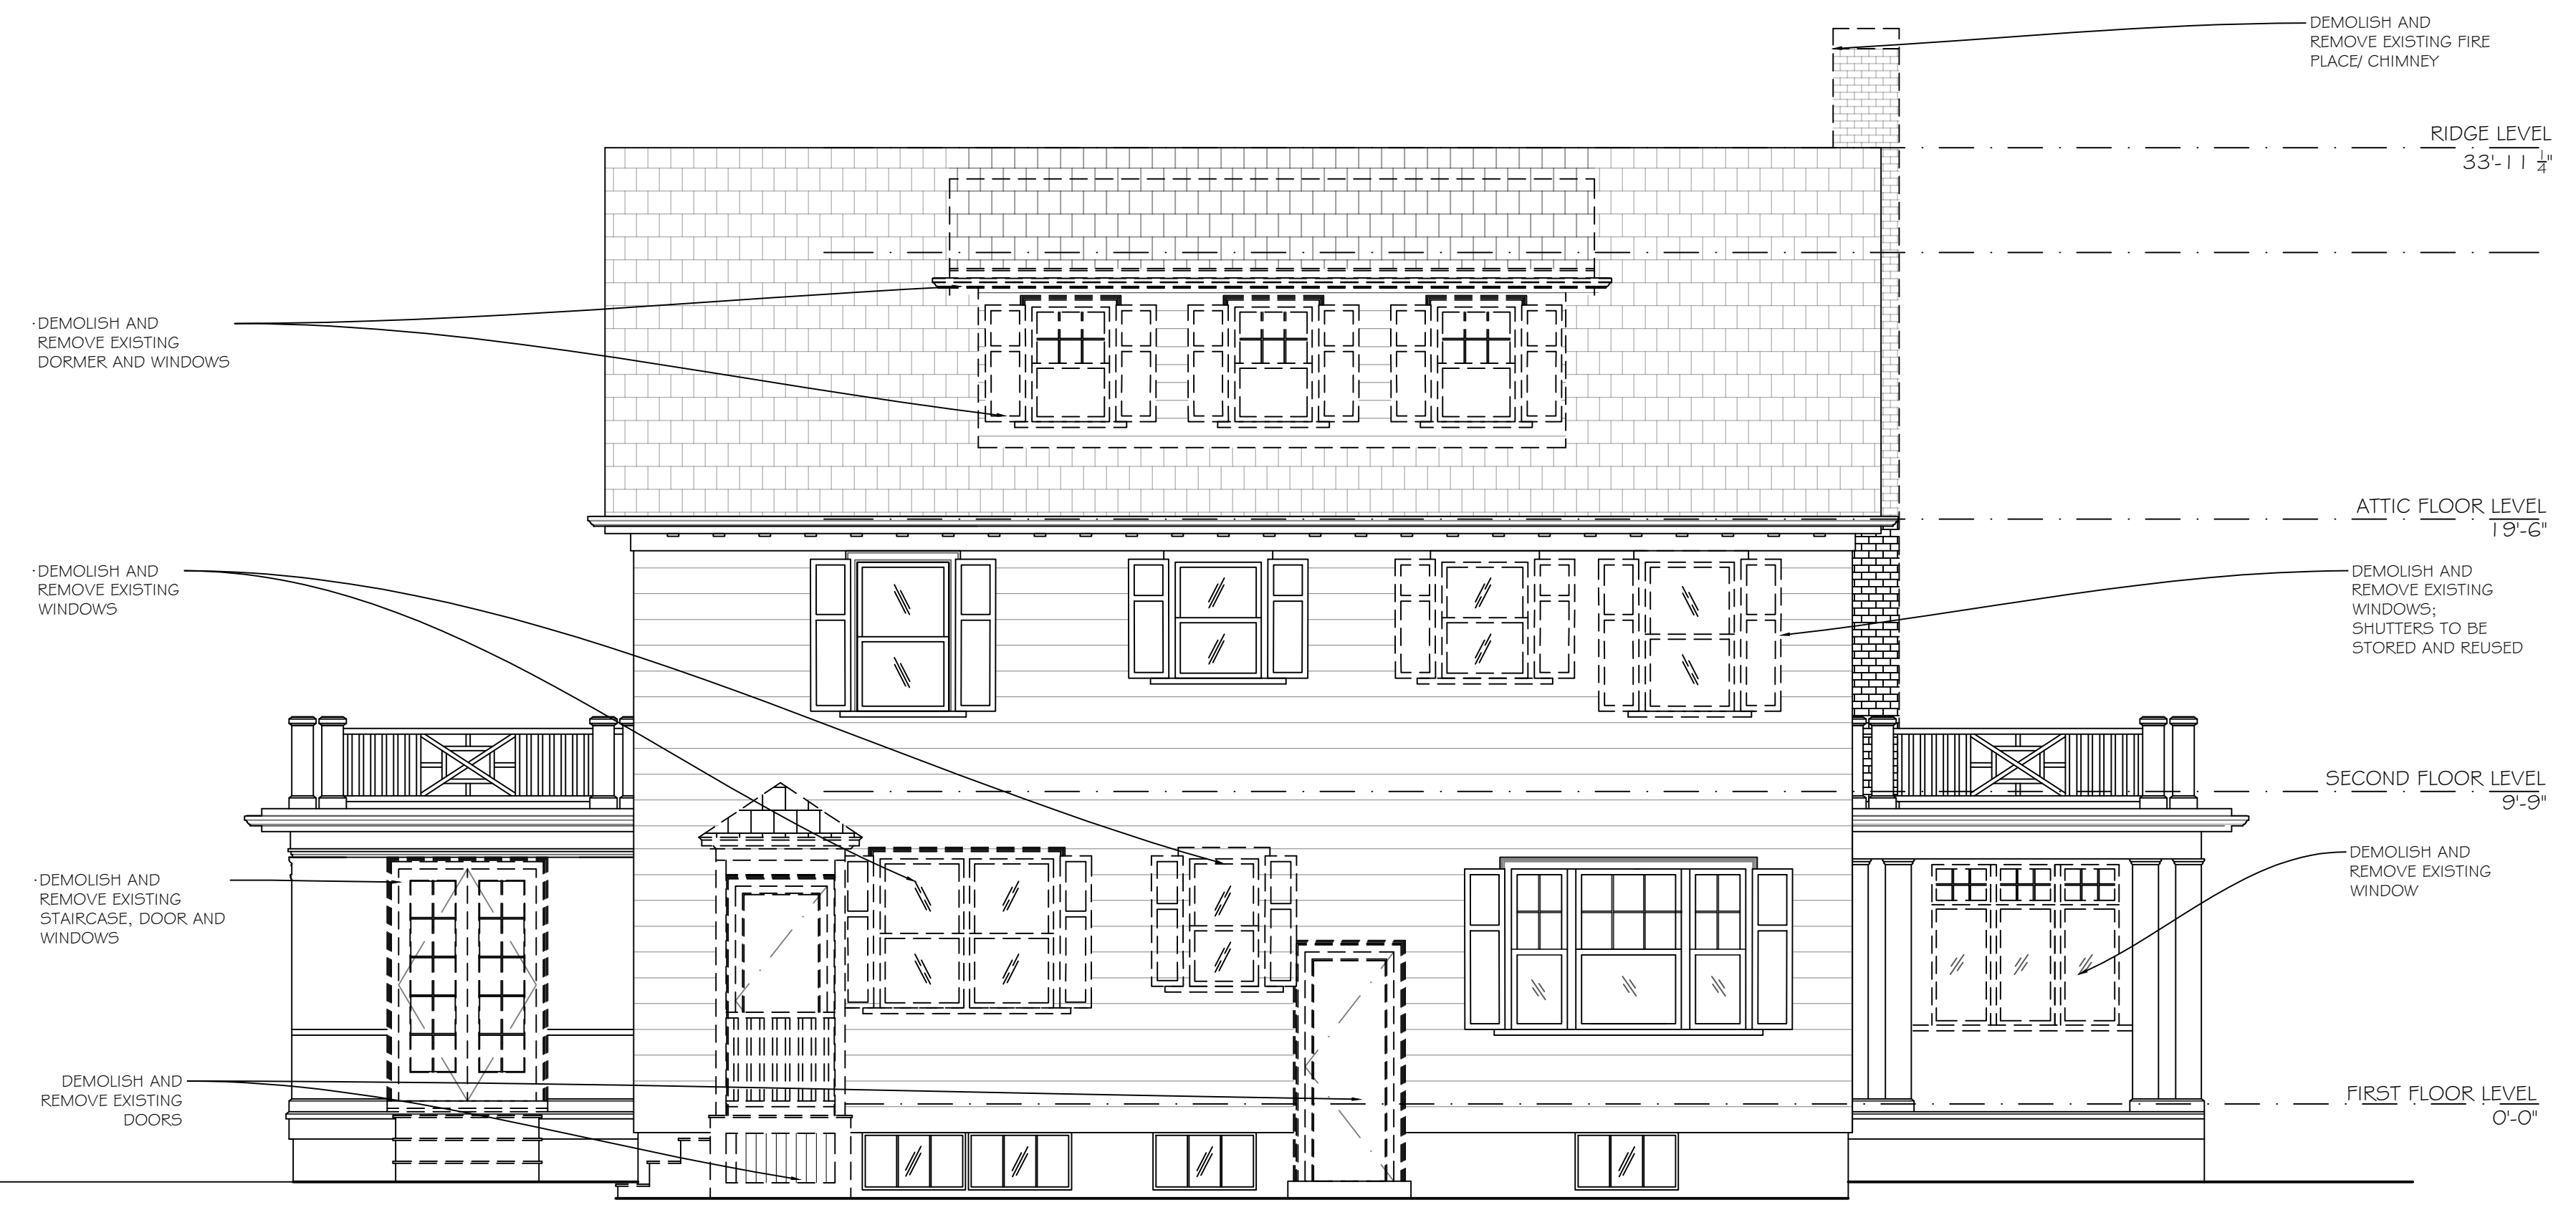 DEMOLISH AND
REMOVE EXISTING FIRE
PLACE/ CHIMNEY
RIDGE LEVEL
33'-11 1/4"
·DEMOLISH AND
REMOVE EXISTING
DORMER AND WINDOWS
ATTIC FLOOR LEVEL
19'-6"
·DEMOLISH AND
REMOVE EXISTING
WINDOWS
DEMOLISH AND
REMOVE EXISTING
WINDOWS;
SHUTTERS TO BE
STORED AND REUSED
SECOND FLOOR LEVEL
9'-9"
·DEMOLISH AND
REMOVE EXISTING
STAIRCASE, DOOR AND
WINDOWS
DEMOLISH AND
REMOVE EXISTING
WINDOW
DEMOLISH AND
REMOVE EXISTING
DOORS
FIRST FLOOR LEVEL
0'-0"